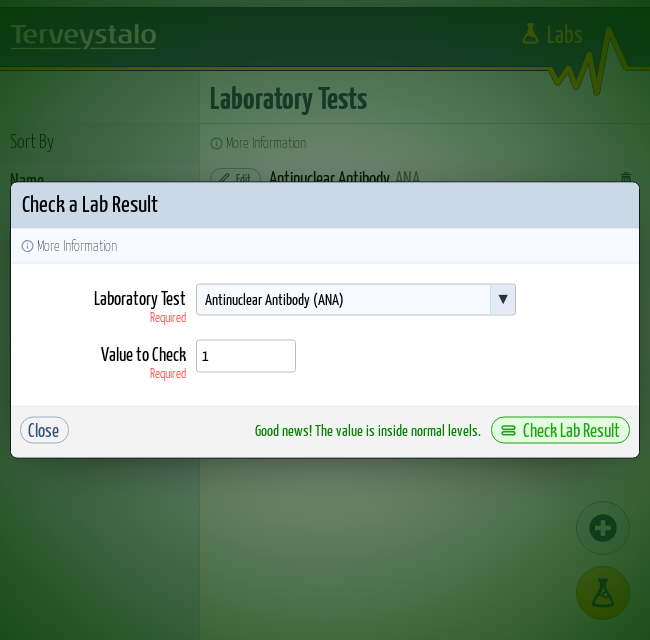 Terveystalo
Labs
Laboratory Tests
Sort By
More Information
Name
Edit
Antinuclear Antibody ANA
Check a Lab Result
More Information
Laboratory Test
Required
Antinuclear Antibody (ANA)
Value to Check
Required
1
Close
Good news! The value is inside normal levels.
Check Lab Result